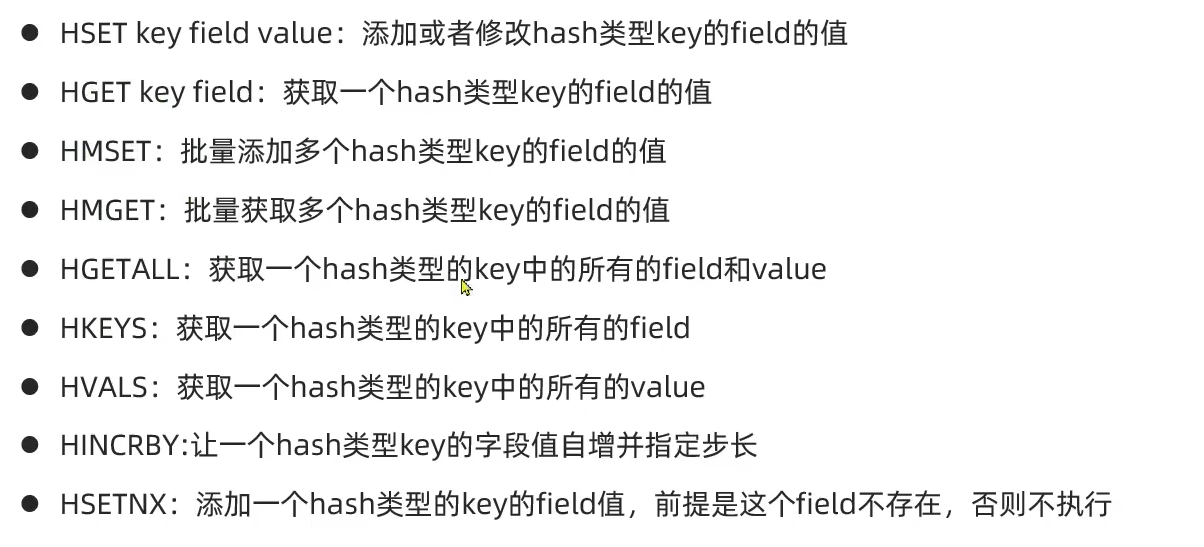 ● HSET key field value：添加或者修改hash类型key的field的值
● HGET key field：获取一个hash类型key的field的值
● HMSET：批量添加多个hash类型key的field的值
● HMGET：批量获取多个hash类型key的field的值
● HGETALL：获取一个hash类型的key中的所有的field和value
● HKEYS：获取一个hash类型的key中的所有的field
● HVALS：获取一个hash类型的key中的所有的value
● HINCRBY:让一个hash类型key的字段值自增并指定步长
● HSETNX：添加一个hash类型的key的field值，前提是这个field不存在，否则不执行